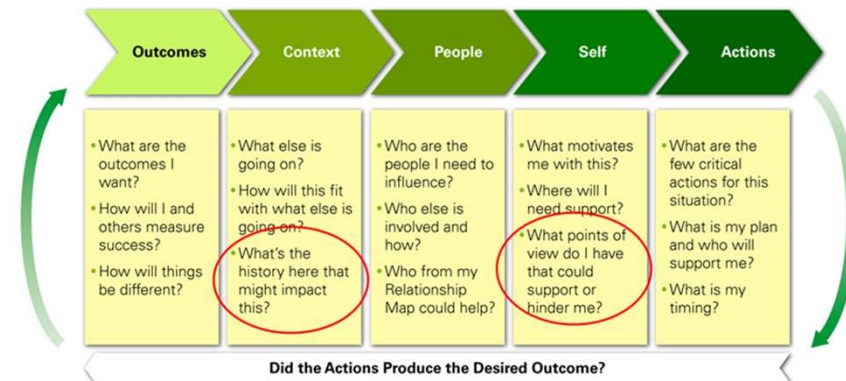 Outcomes
Context
People
Self
Actions
• What are the
outcomes I
want?
• How will I and
others measure
success?
• How will things
be different?
• What else is
going on?
• How will this fit
with what else is
going on?
• What's the
history here that
might impact
this?
• Who are the
people I need to
influence?
• Who else is
involved and
how?
• Who from my
Relationship
Map could help?
• What motivates
me with this?
• Where will I
need support?
• What points of
view do I have
that could
support or
hinder me?
• What are the
few critical
actions for this
situation?
• What is my plan
and who will
support me?
• What is my
timing?
Did the Actions Produce the Desired Outcome?